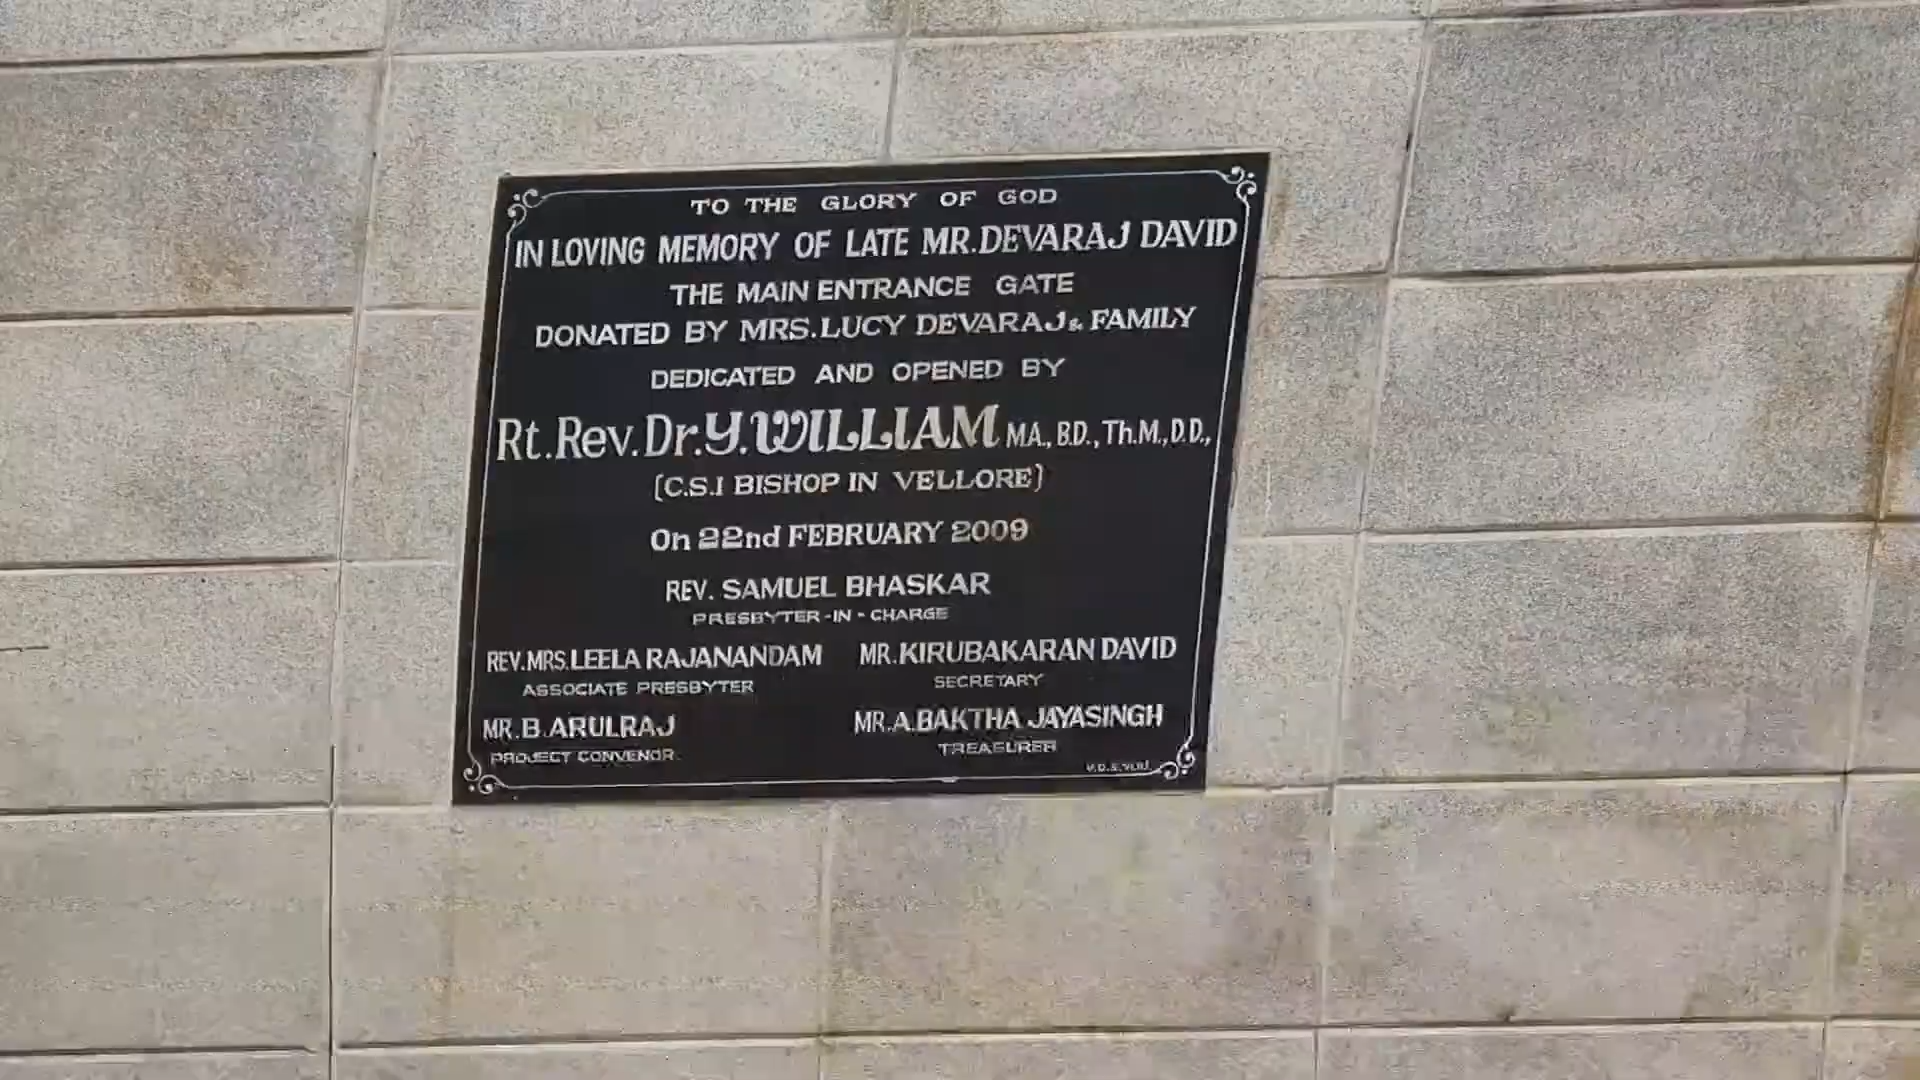 TO THE GLORY OF GOD
IN LOVING MEMORY OF LATE MR.DEVARAJ DAVID
THE MAIN ENTRANCE GATE
DONATED BY MRS.LUCY DEVARAJ & FAMILY
DEDICATED AND OPENED BY
Rt.Rev.Dr.Y.WILLIAM M.A., B.D., Th.M.,D.D.,
(C.S.I BISHOP IN VELLORE)
On 22nd FEBRUARY 2009
REV. SAMUEL BHASKAR
PRESBYTER-IN-CHARGE
REV.MRS.LEELA RAJANANDAM MR.KIRUBAKARAN DAVID
ASSOCIATE PRESBYTER SECRETARY
MR.B.ARULRAJ MR.A.BAKTHA JAYASINGH
PROJECT CONVENOR TREASURER